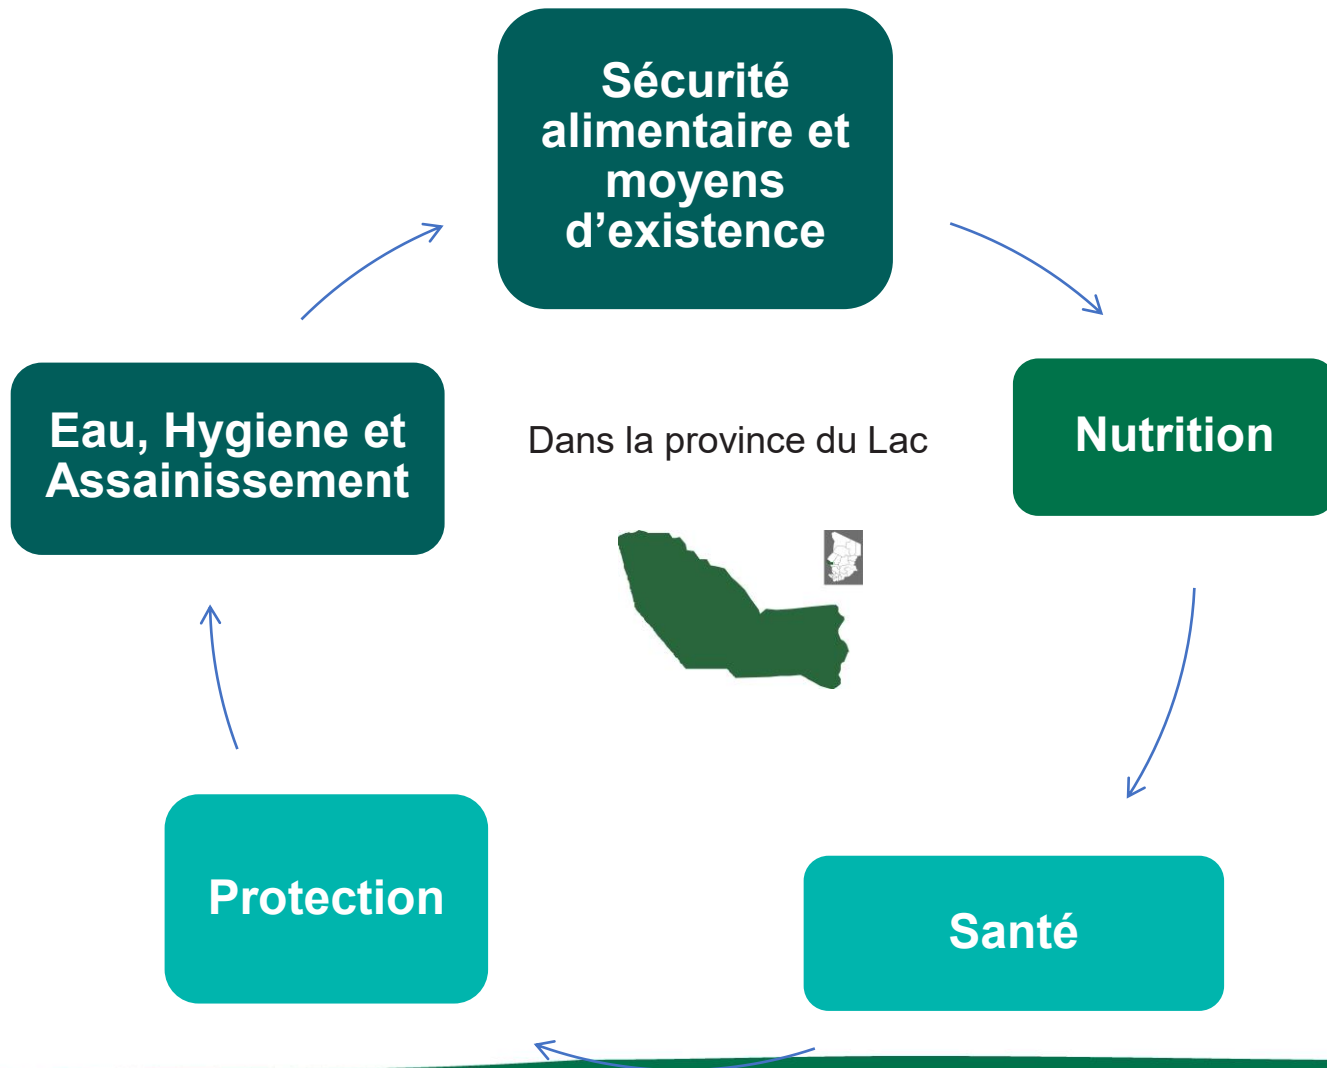 Sécurité
alimentaire et
moyens
d’existence
Eau, Hygiene et
Assainissement
Dans la province du Lac
Nutrition
Protection
Santé